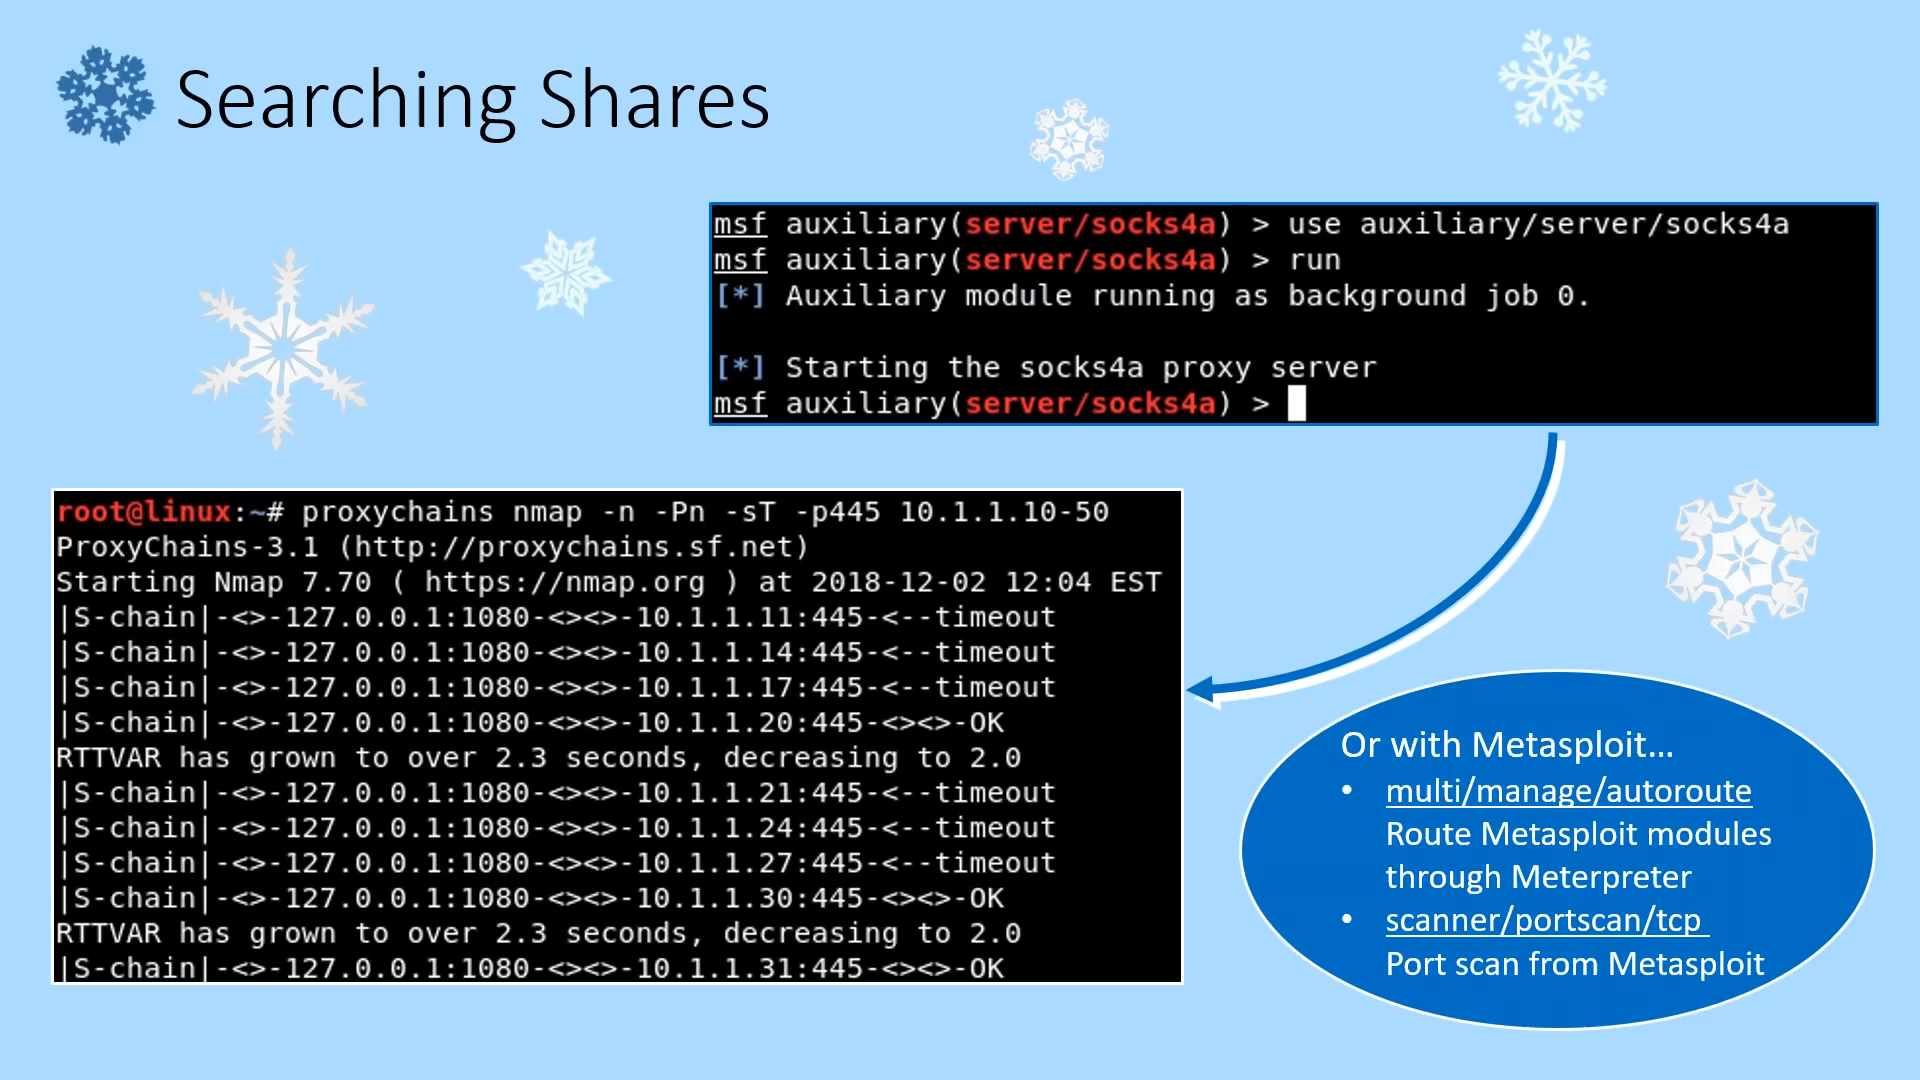 Searching Shares
msf auxiliary(server/socks4a) > use auxiliary/server/socks4a
msf auxiliary(server/socks4a) > run
[*] Auxiliary module running as background job 0.
[*] Starting the socks4a proxy server
msf auxiliary(server/socks4a) >
root@linux:~# proxychains nmap -n -Pn -sT -p445 10.1.1.10-50
ProxyChains-3.1 (http://proxychains.sf.net)
Starting Nmap 7.70 ( https://nmap.org ) at 2018-12-02 12:04 EST
|S-chain|-<>-127.0.0.1:1080-<><>-10.1.1.11:445-<--timeout
|S-chain|-<>-127.0.0.1:1080-<><>-10.1.1.14:445-<--timeout
|S-chain|-<>-127.0.0.1:1080-<><>-10.1.1.17:445-<--timeout
|S-chain|-<>-127.0.0.1:1080-<><>-10.1.1.20:445-<><>-OK
RTTVAR has grown to over 2.3 seconds, decreasing to 2.0
|S-chain|-<>-127.0.0.1:1080-<><>-10.1.1.21:445-<--timeout
|S-chain|-<>-127.0.0.1:1080-<><>-10.1.1.24:445-<--timeout
|S-chain|-<>-127.0.0.1:1080-<><>-10.1.1.27:445-<--timeout
|S-chain|-<>-127.0.0.1:1080-<><>-10.1.1.30:445-<><>-OK
RTTVAR has grown to over 2.3 seconds, decreasing to 2.0
|S-chain|-<>-127.0.0.1:1080-<><>-10.1.1.31:445-<><>-OK
Or with Metasploit...
• multi/manage/autoroute
Route Metasploit modules
through Meterpreter
• scanner/portscan/tcp
Port scan from Metasploit